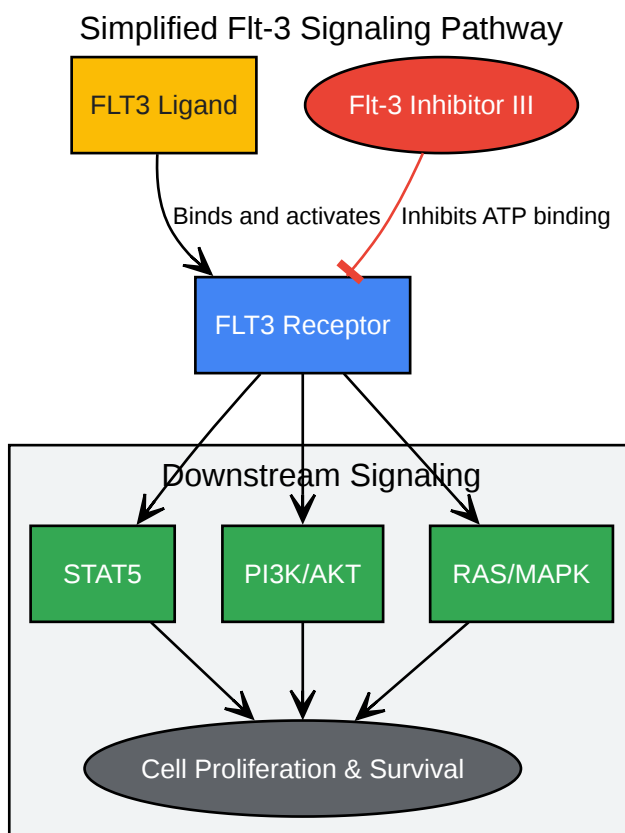 Simplified Flt-3 Signaling Pathway
FLT3 Ligand
Flt-3 Inhibitor III
Binds and activates
Inhibits ATP binding
FLT3 Receptor
Downstream Signaling
STAT5
PI3K/AKT
RAS/MAPK
Cell Proliferation & Survival